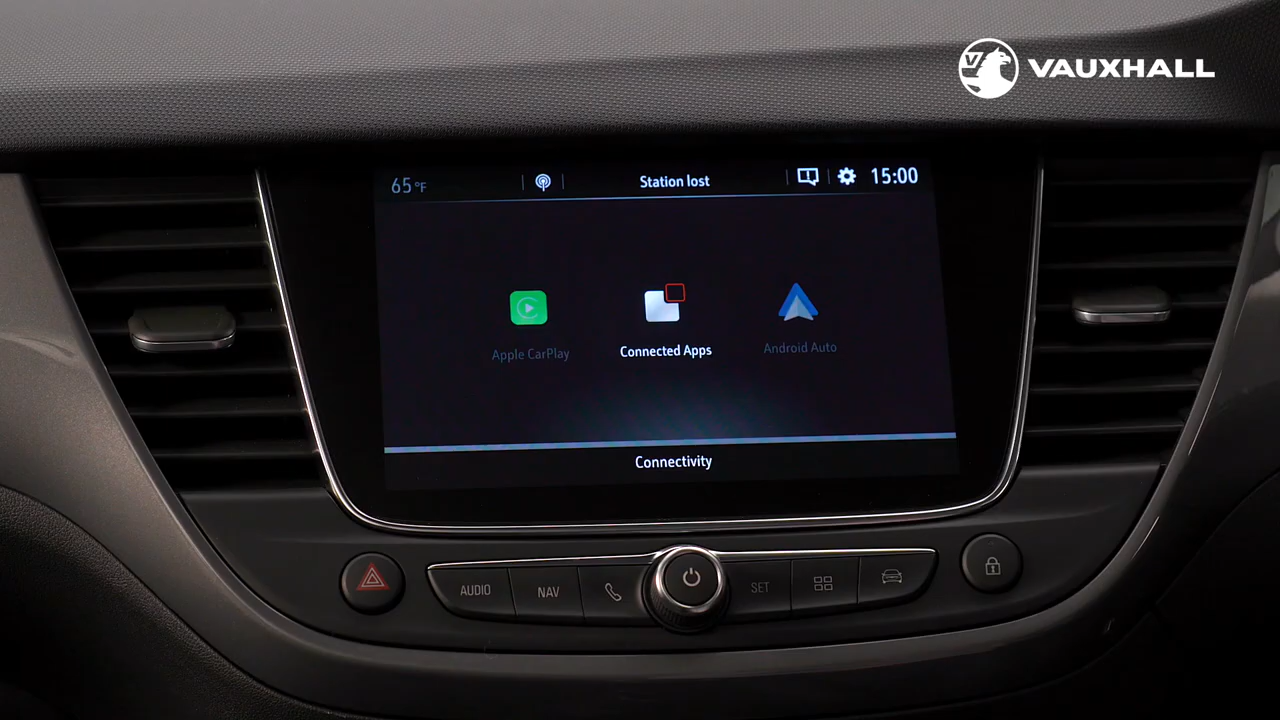 VAUXHALL
65°F
Station lost
15:00
Apple CarPlay
Connected Apps
Android Auto
Connectivity
AUDIO
NAV
SET